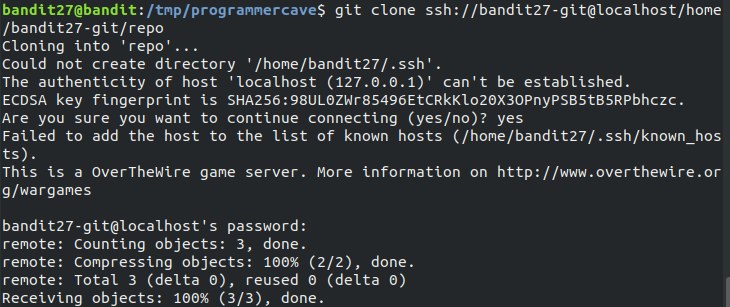 bandit27@bandit:/tmp/programmercave$ git clone ssh://bandit27-git@localhost/home
/bandit27-git/repo
Cloning into 'repo'...
Could not create directory '/home/bandit27/.ssh'.
The authenticity of host 'localhost (127.0.0.1)' can't be established.
ECDSA key fingerprint is SHA256:98UL0ZWr85496EtCRkKlo20X3OPnyPSB5tB5RPbhczc.
Are you sure you want to continue connecting (yes/no)? yes
Failed to add the host to the list of known hosts (/home/bandit27/.ssh/known_hos
ts).
This is a OverTheWire game server. More information on http://www.overthewire.or
g/wargames
bandit27-git@localhost's password:
remote: Counting objects: 3, done.
remote: Compressing objects: 100% (2/2), done.
remote: Total 3 (delta 0), reused 0 (delta 0)
Receiving objects: 100% (3/3), done.